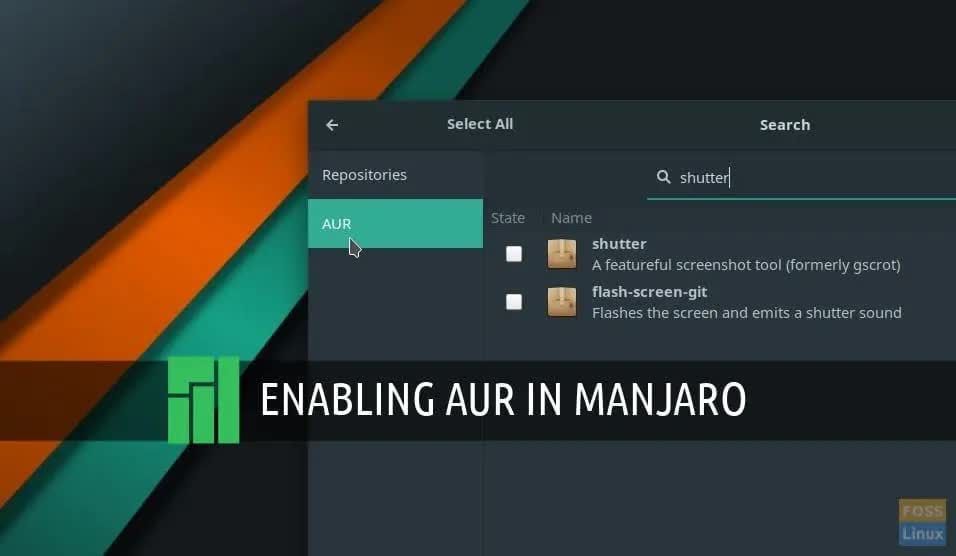 Select All
Search
Repositories
shutter
AUR
State
Name
shutter
A featureful screenshot tool (formerly gscrot)
flash-screen-git
Flashes the screen and emits a shutter sound
ENABLING AUR IN MANJARO
FOSS
Linux